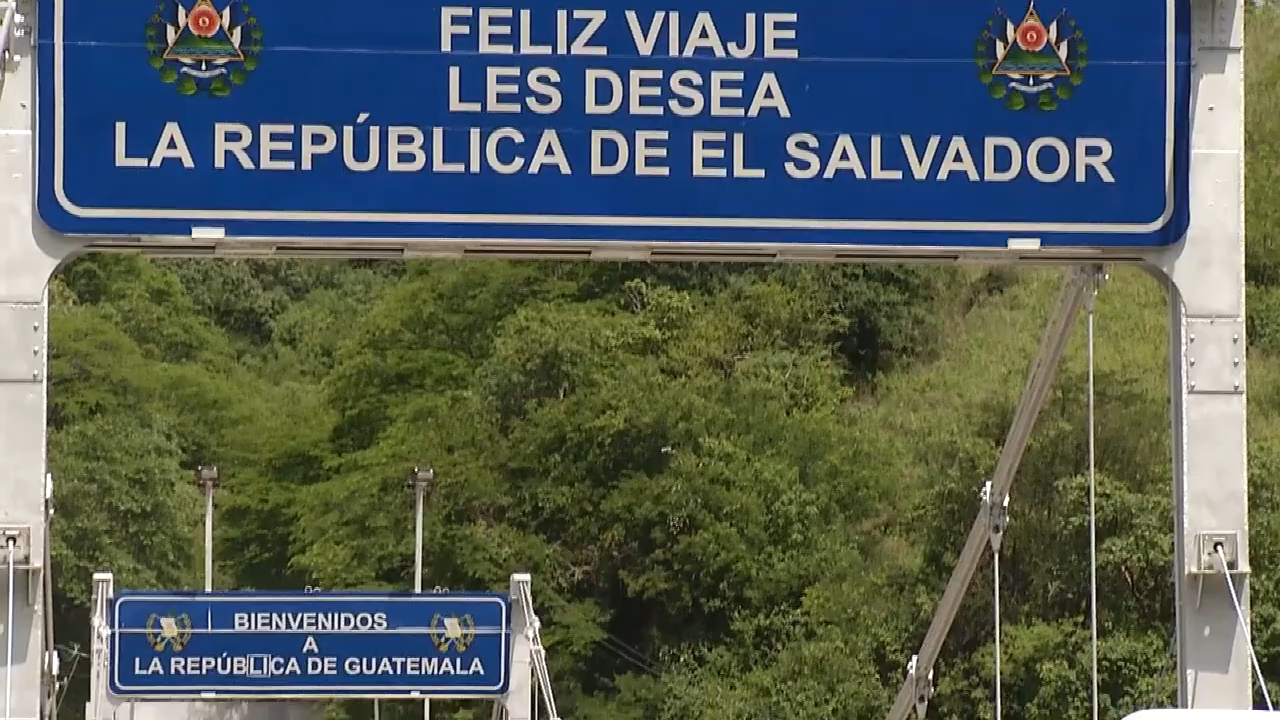 FELIZ VIAJE
LES DESEA
LA REPÚBLICA DE EL SALVADOR
BIENVENIDOS
A
LA REPÚBLICA DE GUATEMALA